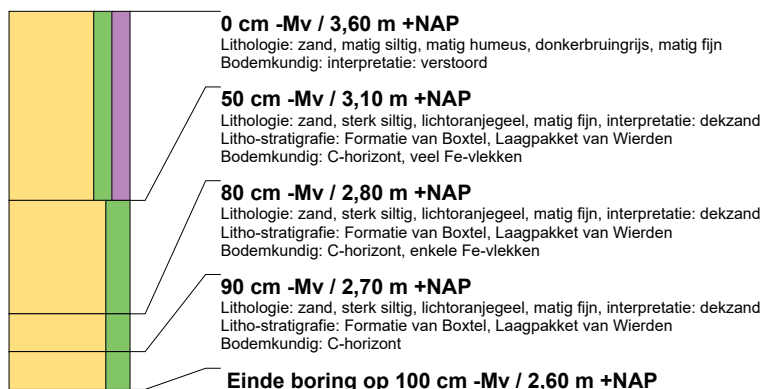 0 cm -Mv / 3,60 m +NAP
Lithologie: zand, matig siltig, matig humeus, donkerbruingrijs, matig fijn
Bodemkundig: interpretatie: verstoord
50 cm -Mv / 3,10 m +NAP
Lithologie: zand, sterk siltig, lichtoranjegeel, matig fijn, interpretatie: dekzand
Litho-stratigrafie: Formatie van Boxtel, Laagpakket van Wierden
Bodemkundig: C-horizont, veel Fe-vlekken
80 cm -Mv / 2,80 m +NAP
Lithologie: zand, sterk siltig, lichtoranjegeel, matig fijn, interpretatie: dekzand
Litho-stratigrafie: Formatie van Boxtel, Laagpakket van Wierden
Bodemkundig: C-horizont, enkele Fe-vlekken
90 cm -Mv / 2,70 m +NAP
Lithologie: zand, sterk siltig, lichtoranjegeel, matig fijn, interpretatie: dekzand
Litho-stratigrafie: Formatie van Boxtel, Laagpakket van Wierden
Bodemkundig: C-horizont
Einde boring op 100 cm -Mv / 2,60 m +NAP